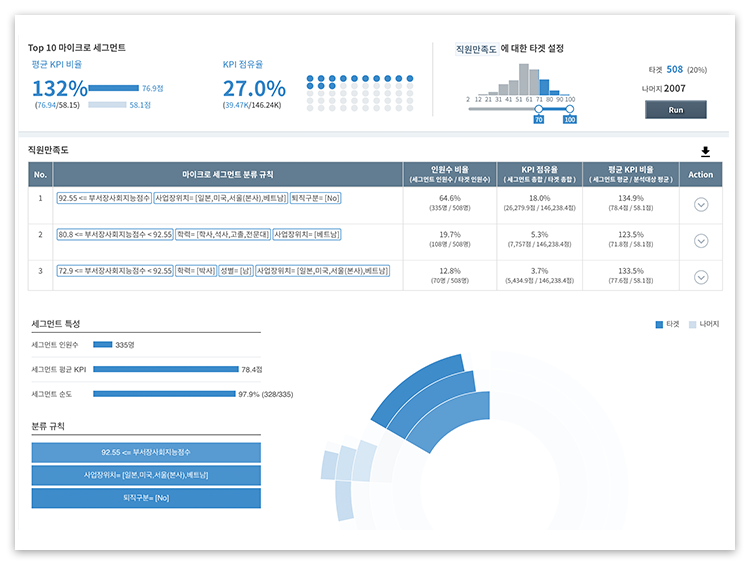 Top 10 마이크로 세그먼트
평균 KPI 비율
132%
76.9점
58.1점
(76.94/58.15)
KPI 점유율
27.0%
(39.47K/146.24K)
직원만족도 에 대한 타겟 설정
2 12 21 31 41 51 61 71 80 90 100
70 100
타겟 508 (20%)
나머지 2007
Run
직원만족도
No. 마이크로 세그먼트 분류 규칙 인원수 비율 KPI 점유율 평균 KPI 비율 Action
(세그먼트 인원수 / 타겟 인원수) (세그먼트 총합 / 타겟 총합) (세그먼트 평균 / 분석대상 평균)
1 92.55 <= 부서장사회지능점수 사업장위치= [일본,미국,서울(본사),베트남] 퇴직구분= [No] 64.6% 18.0% 134.9%
(335명 / 508명) (26,279.9점 / 146,238.4점) (78.4점 / 58.1점)
2 80.8 <= 부서장사회지능점수 < 92.55 학력= [학사,석사,고졸,전문대] 사업장위치= [베트남] 19.7% 5.3% 123.5%
(108명 / 508명) (7,757점 / 146,238.4점) (71.8점 / 58.1점)
3 72.9 <= 부서장사회지능점수 < 92.55 학력= [박사] 성별= [남] 사업장위치= [일본,미국,서울(본사),베트남] 12.8% 3.7% 133.5%
(70명 / 508명) (5,434.9점 / 146,238.4점) (77.6점 / 58.1점)
세그먼트 특성
세그먼트 인원수 335명
세그먼트 평균 KPI 78.4점
세그먼트 순도 97.9% (328/335)
분류 규칙
92.55 <= 부서장사회지능점수
사업장위치= [일본,미국,서울(본사),베트남]
퇴직구분= [No]
타겟 나머지